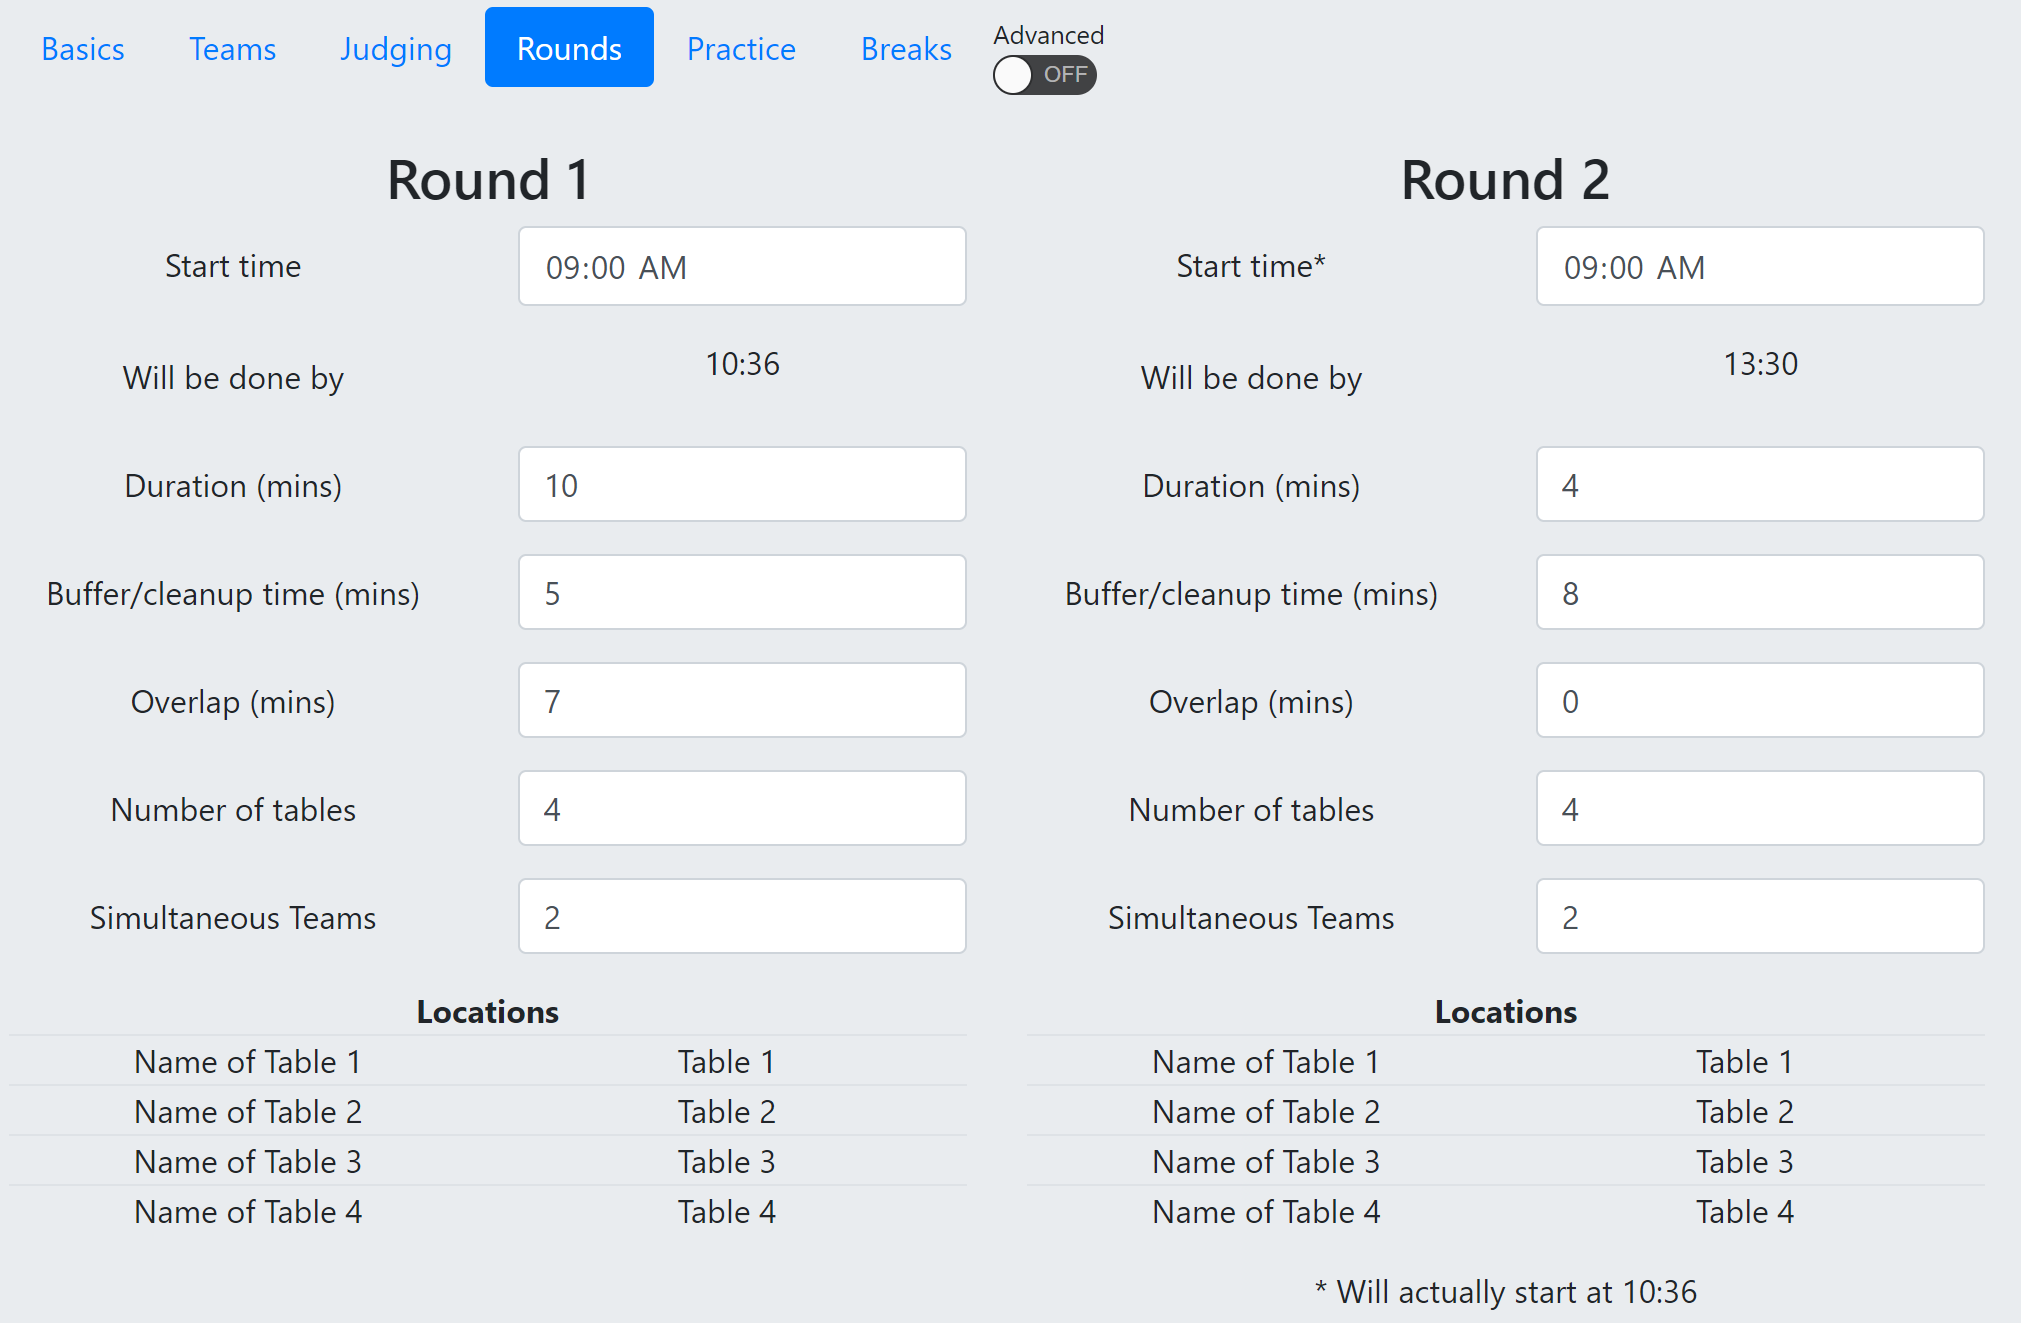 Basics Teams Judging Rounds Practice Breaks Advanced
OFF
Round 1
Start time 09:00 AM
Will be done by 10:36
Duration (mins) 10
Buffer/cleanup time (mins) 5
Overlap (mins) 7
Number of tables 4
Simultaneous Teams 2
Locations
Name of Table 1 Table 1
Name of Table 2 Table 2
Name of Table 3 Table 3
Name of Table 4 Table 4
Round 2
Start time* 09:00 AM
Will be done by 13:30
Duration (mins) 4
Buffer/cleanup time (mins) 8
Overlap (mins) 0
Number of tables 4
Simultaneous Teams 2
Locations
Name of Table 1 Table 1
Name of Table 2 Table 2
Name of Table 3 Table 3
Name of Table 4 Table 4
* Will actually start at 10:36